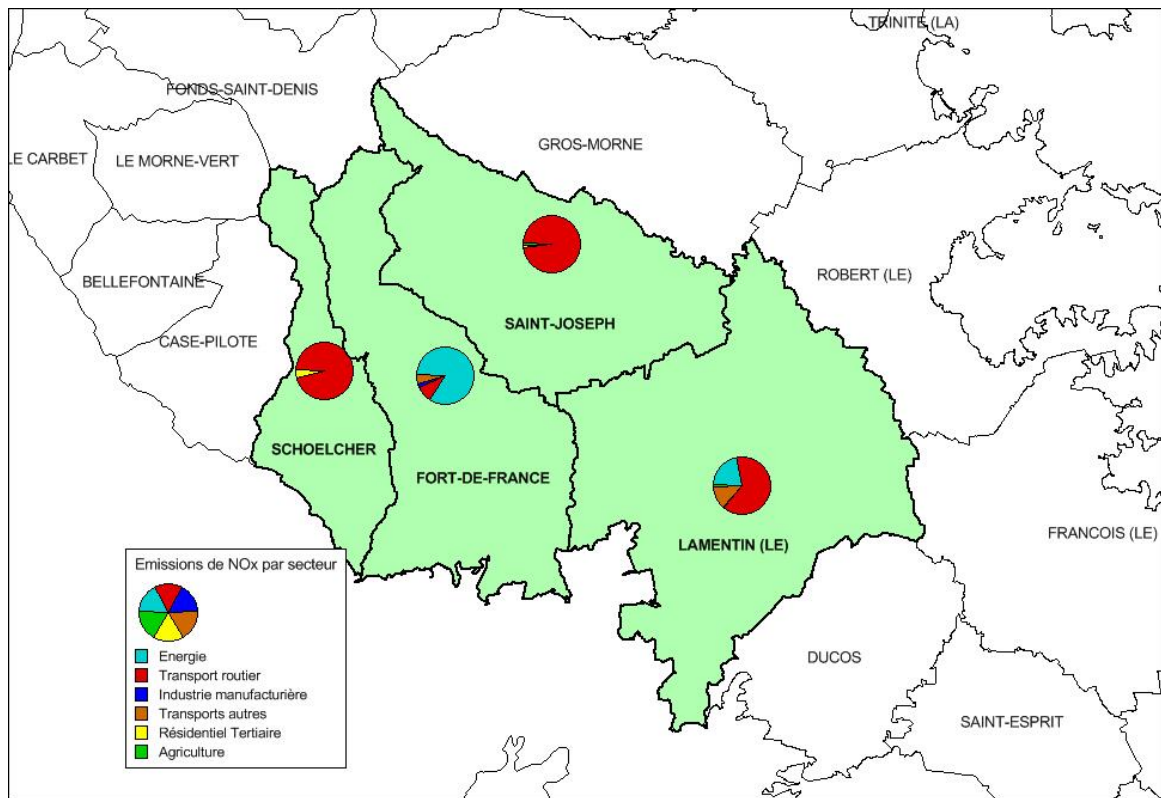 TRINITE (LA)
FONDS-SAINT-DENIS
GROS-MORNE
LE CARBET
LE MORNE-VERT
ROBERT (LE)
BELLEFONTAINE
CASE-PILOTE
SAINT-JOSEPH
SCHOELCHER
FORT-DE-FRANCE
LAMENTIN (LE)
FRANCOIS (LE)
DUCOS
SAINT-ESPRIT
Emissions de NOx par secteur
Energie
Transport routier
Industrie manufacturière
Transports autres
Résidentiel Tertiaire
Agriculture